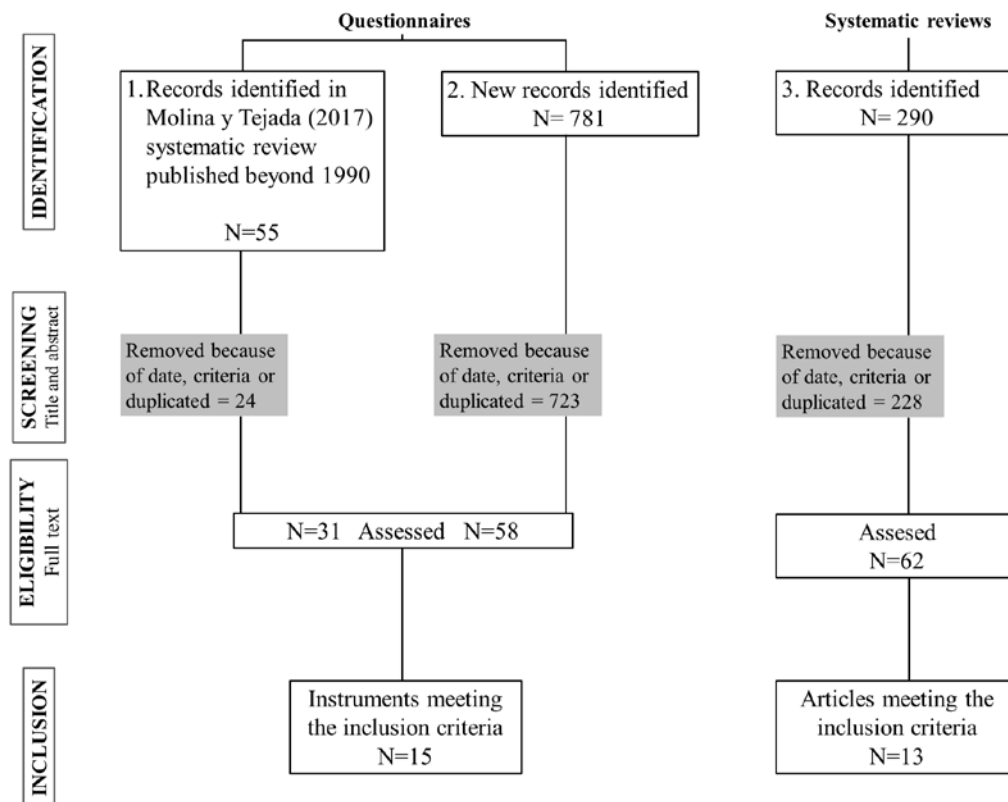 Questionnaires
Systematic reviews
IDENTIFICATION
1. Records identified in
Molina y Tejada (2017)
systematic review
published beyond 1990
N=55
2. New records identified
N= 781
3. Records identified
N= 290
SCREENING
Title and abstract
Removed because
of date, criteria or
duplicated = 24
Removed because
of date, criteria or
duplicated = 723
Removed because
of date, criteria or
duplicated = 228
ELIGIBILITY
Full text
N=31 Assessed N=58
Assesed
N=62
INCLUSION
Instruments meeting
the inclusion criteria
N=15
Articles meeting the
inclusion criteria
N=13